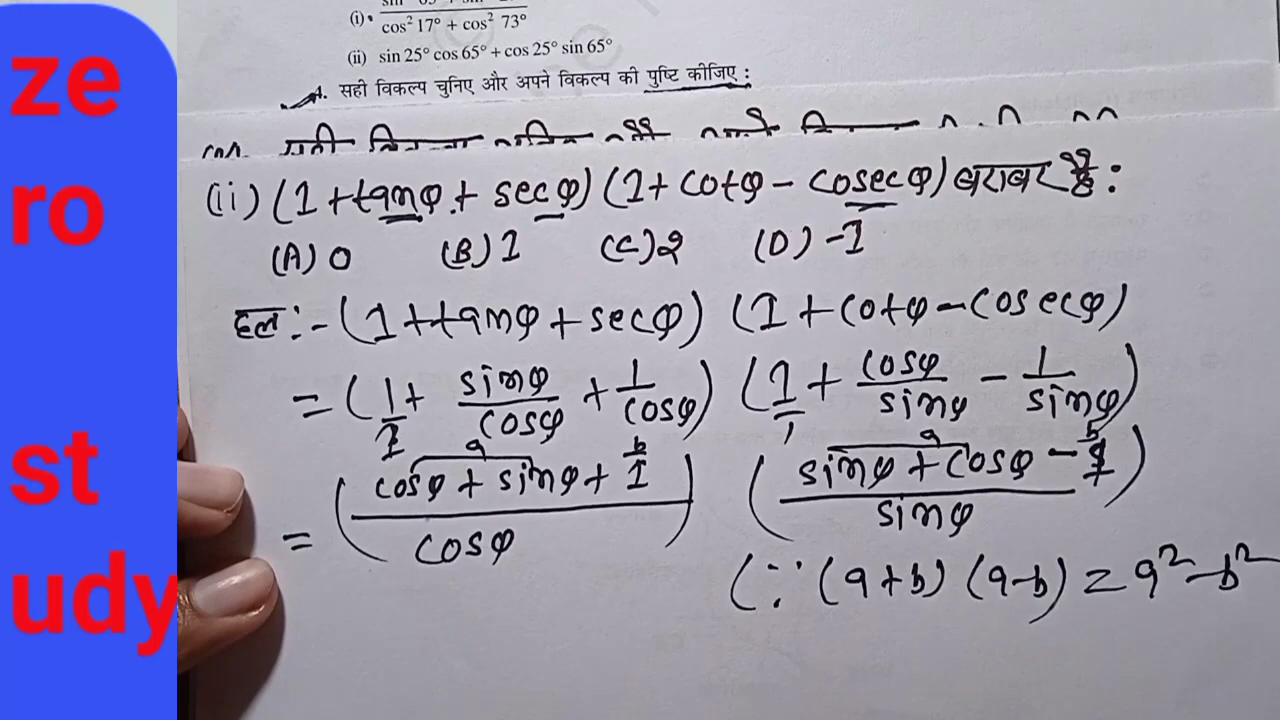 ze
ro
st
udy
(i).
cos² 17° + cos² 73°
(ii) sin 25° cos 65° + cos 25° sin 65°
4. सही विकल्प चुनिए और अपने विकल्प की पुष्टि कीजिए :
(ii) (1 + tanφ + secφ) (1 + cotφ - cosecφ) बराबर है :
(A) 0 (B) 1 (C) 2 (D) -1
हल :- (1 + tanφ + secφ) (1 + cotφ - cosecφ)
= (1/1 + sinφ/cosφ + 1/cosφ) (1/1 + cosφ/sinφ - 1/sinφ)
a b a b
= ((cosφ + sinφ + 1)/cosφ) ((sinφ + cosφ - 1)/sinφ)
(∵ (a + b) (a - b) = a² - b²